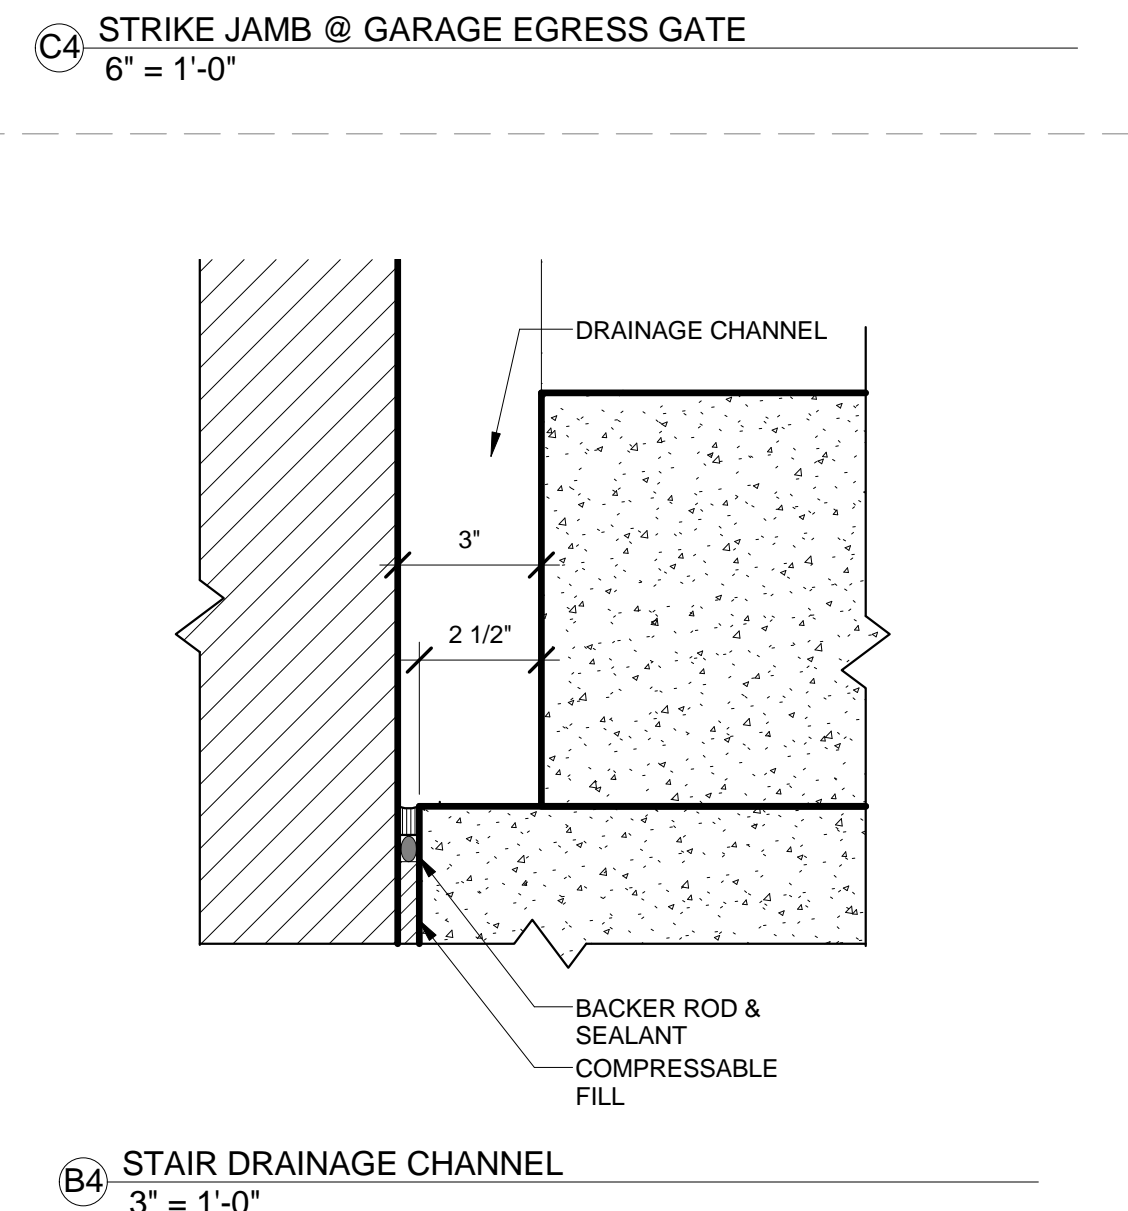 C4 STRIKE JAMB @ GARAGE EGRESS GATE
6" = 1'-0"
DRAINAGE CHANNEL
3"
2 1/2"
BACKER ROD &
SEALANT
COMPRESSABLE
FILL
B4 STAIR DRAINAGE CHANNEL
3" = 1'-0"